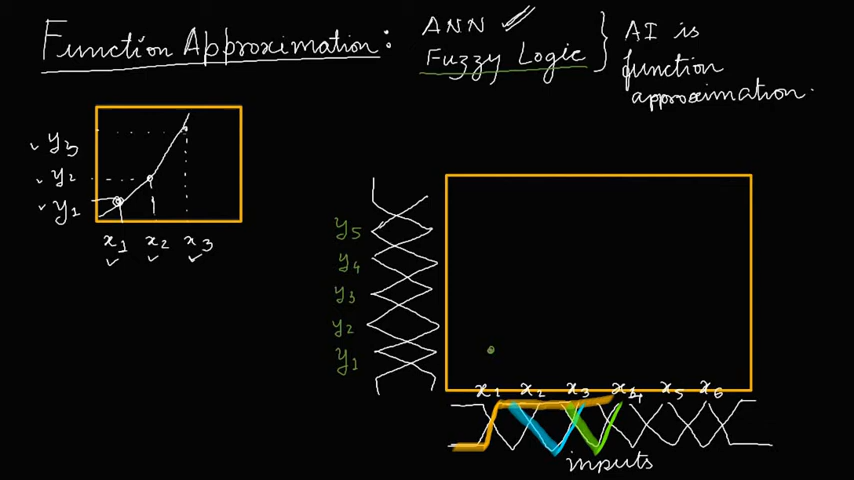 Function Approximation:
ANN
Fuzzy Logic
AI is
function
approximation.
y3
y2
y1
x1 x2 x3
y5
y4
y3
y2
y1
x1 x2 x3 x4 x5 x6
inputs